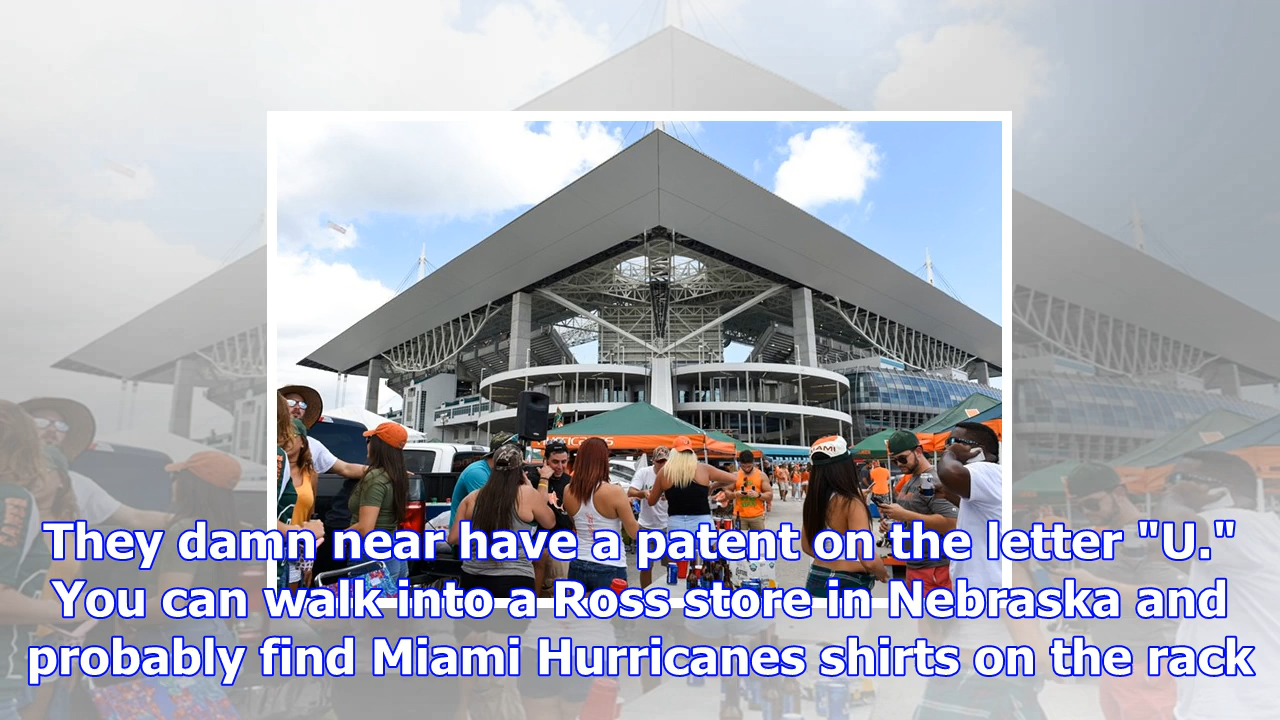 MIAMI
They damn near have a patent on the letter "U."
You can walk into a Ross store in Nebraska and
probably find Miami Hurricanes shirts on the rack